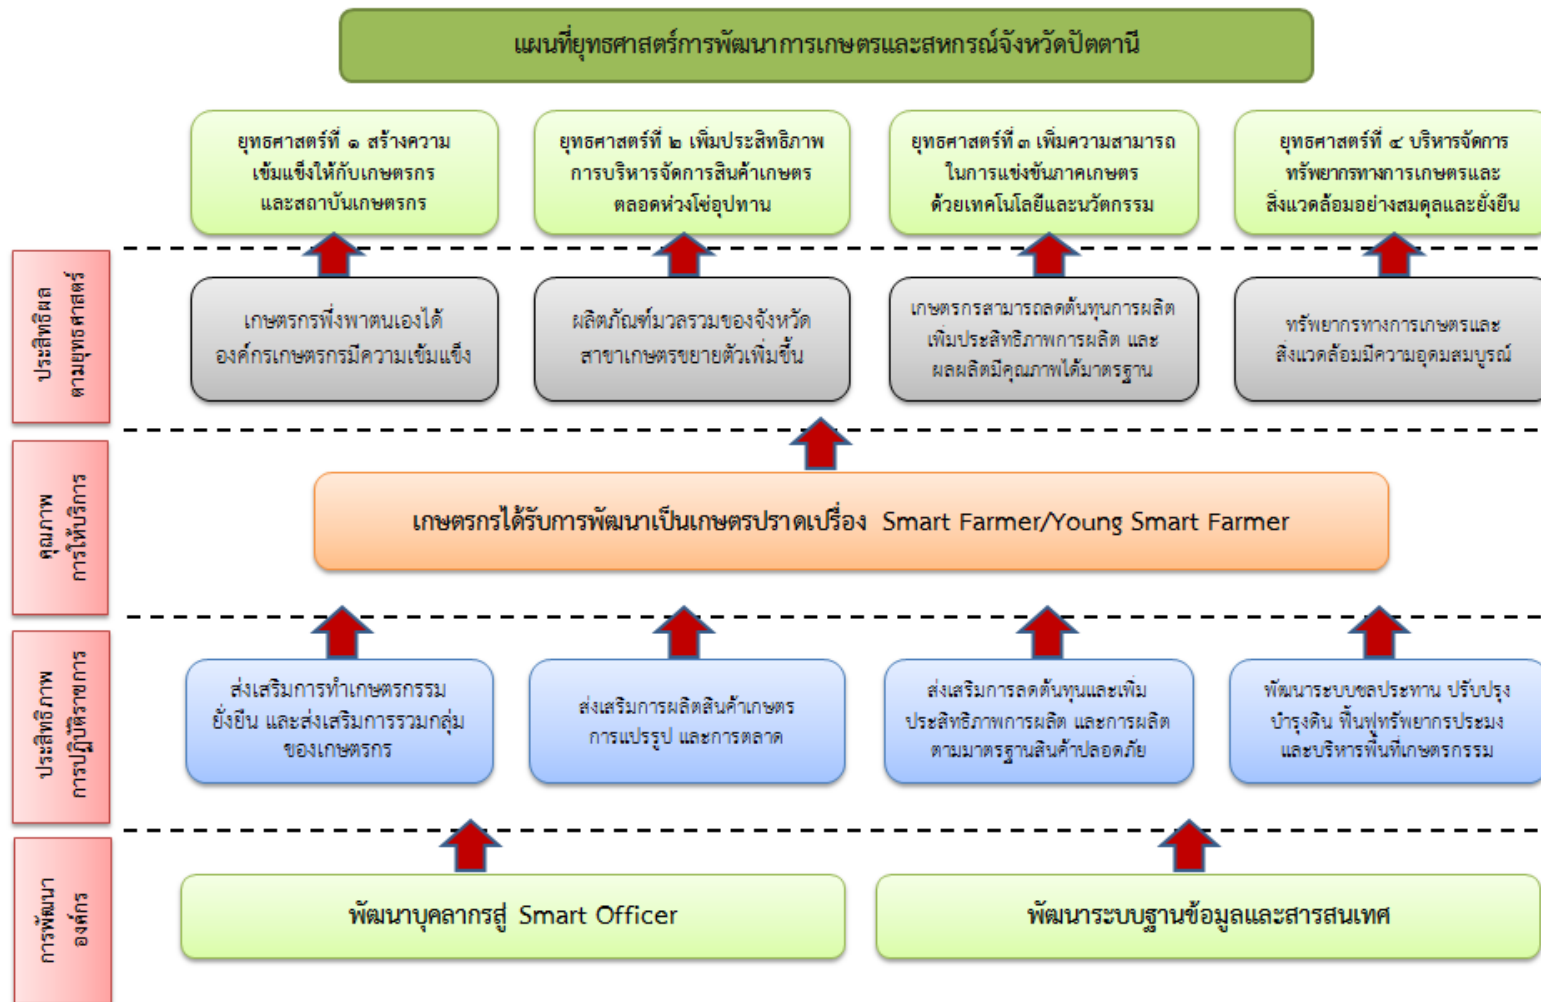 แผนที่ยุทธศาสตร์การพัฒนาการเกษตรและสหกรณ์จังหวัดปัตตานี
ยุทธศาสตร์ที่ ๑ สร้างความ
เข้มแข็งให้กับเกษตรกร
และสถาบันเกษตรกร
ยุทธศาสตร์ที่ ๒ เพิ่มประสิทธิภาพ
การบริหารจัดการสินค้าเกษตร
ตลอดห่วงโซ่อุปทาน
ยุทธศาสตร์ที่ ๓ เพิ่มความสามารถ
ในการแข่งขันภาคเกษตร
ด้วยเทคโนโลยีและนวัตกรรม
ยุทธศาสตร์ที่ ๔ บริหารจัดการ
ทรัพยากรทางการเกษตรและ
สิ่งแวดล้อมอย่างสมดุลและยั่งยืน
ประสิทธิผล
ตามยุทธศาสตร์
เกษตรกรพึ่งพาตนเองได้
องค์กรเกษตรกรมีความเข้มแข็ง
ผลิตภัณฑ์มวลรวมของจังหวัด
สาขาเกษตรขยายตัวเพิ่มขึ้น
เกษตรกรสามารถลดต้นทุนการผลิต
เพิ่มประสิทธิภาพการผลิต และ
ผลผลิตมีคุณภาพได้มาตรฐาน
ทรัพยากรทางการเกษตรและ
สิ่งแวดล้อมมีความอุดมสมบูรณ์
คุณภาพ
การให้บริการ
เกษตรกรได้รับการพัฒนาเป็นเกษตรปราดเปรื่อง Smart Farmer/Young Smart Farmer
ประสิทธิภาพ
การปฏิบัติราชการ
ส่งเสริมการทำเกษตรกรรม
ยั่งยืน และส่งเสริมการรวมกลุ่ม
ของเกษตรกร
ส่งเสริมการผลิตสินค้าเกษตร
การแปรรูป และการตลาด
ส่งเสริมการลดต้นทุนและเพิ่ม
ประสิทธิภาพการผลิต และการผลิต
ตามมาตรฐานสินค้าปลอดภัย
พัฒนาระบบชลประทาน ปรับปรุง
บำรุงดิน ฟื้นฟูทรัพยากรประมง
และบริหารพื้นที่เกษตรกรรม
การพัฒนา
องค์กร
พัฒนาบุคลากรสู่ Smart Officer
พัฒนาระบบฐานข้อมูลและสารสนเทศ